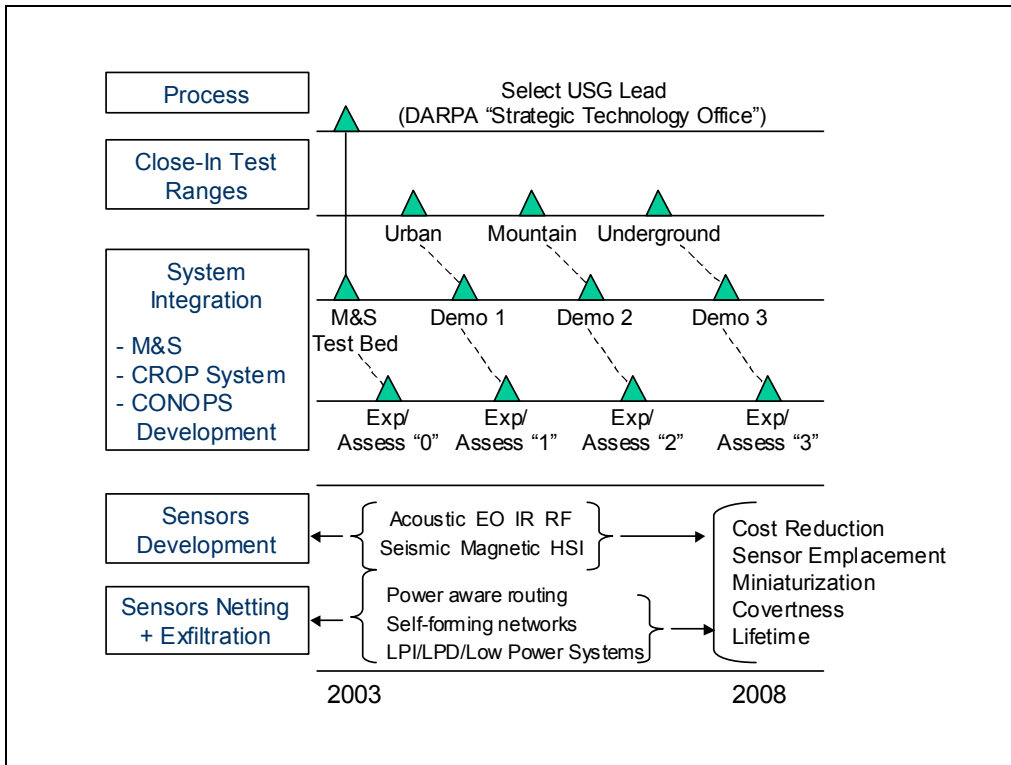 Process
Select USG Lead
(DARPA “Strategic Technology Office”)
Close-In Test
Ranges
Urban
Mountain
Underground
System
Integration
- M&S
- CROP System
- CONOPS
Development
M&S
Test Bed
Demo 1
Demo 2
Demo 3
Exp/
Assess “0”
Exp/
Assess “1”
Exp/
Assess “2”
Exp/
Assess “3”
Sensors
Development
Acoustic EO IR RF
Seismic Magnetic HSI
Sensors Netting
+ Exfiltration
Power aware routing
Self-forming networks
LPI/LPD/Low Power Systems
Cost Reduction
Sensor Emplacement
Miniaturization
Covertness
Lifetime
2003
2008